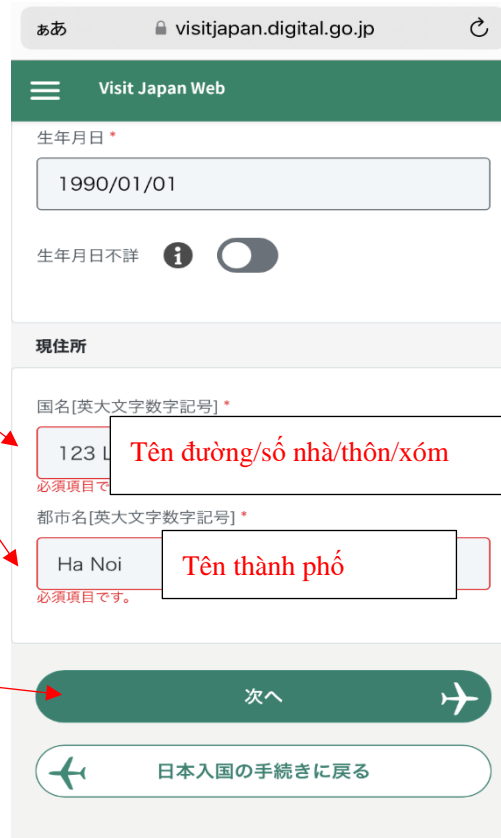 ぁあ visitjapan.digital.go.jp
Visit Japan Web
生年月日 *
1990/01/01
生年月日不詳 i
現住所
国名[英大文字数字記号] *
123 L
Tên đường/số nhà/thôn/xóm
必須項目で
都市名[英大文字数字記号] *
Ha Noi
Tên thành phố
必須項目です。
次へ
日本入国の手続きに戻る